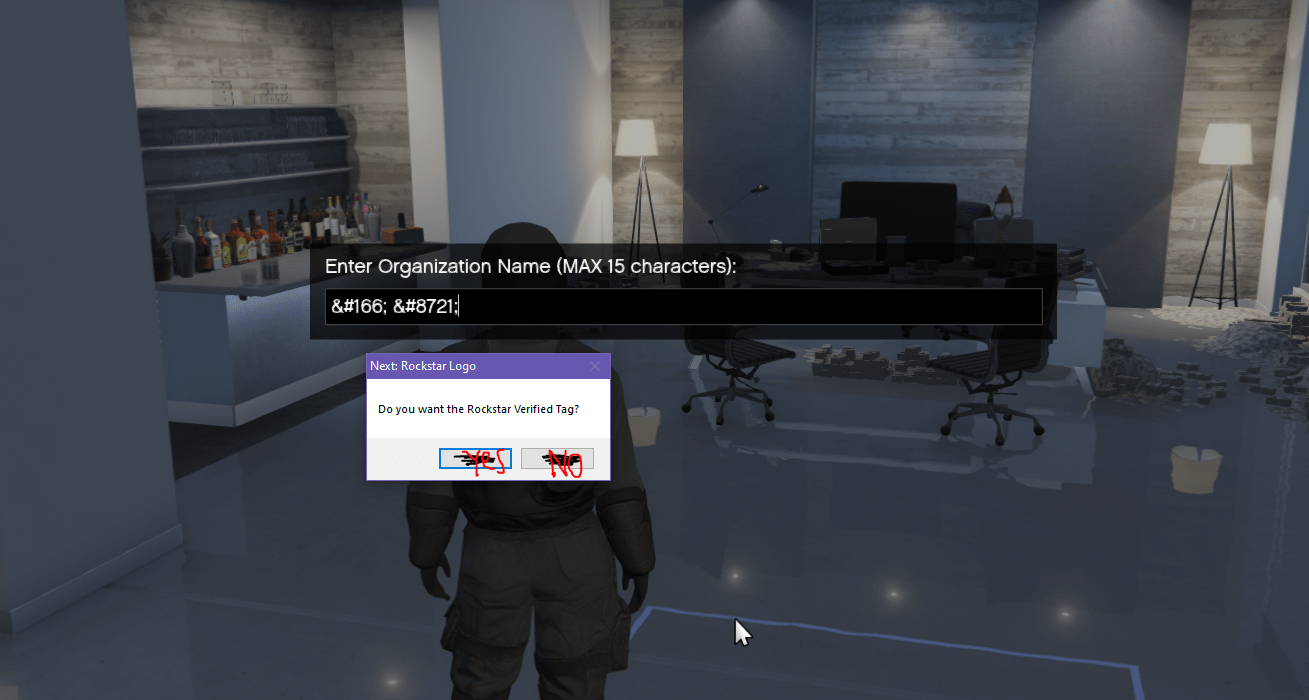 Enter Organization Name (MAX 15 characters):
&#166; &#8721;
Next: Rockstar Logo
Do you want the Rockstar Verified Tag?
YES NO